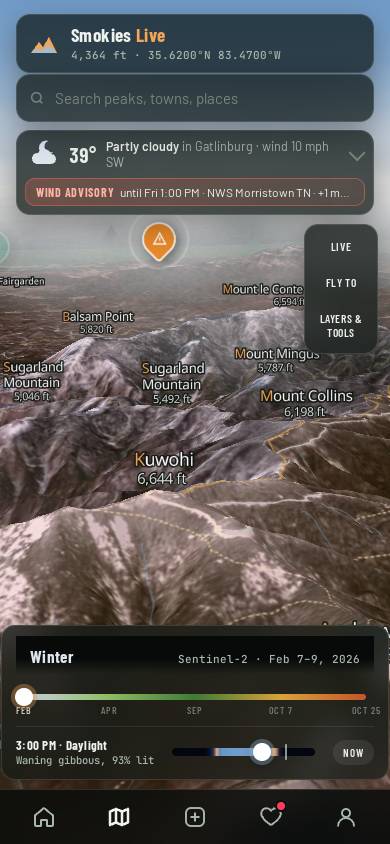 Smokies Live
4,364 ft · 35.6200°N 83.4700°W
Search peaks, towns, places
39° Partly cloudy in Gatlinburg · wind 10 mph
SW
WIND ADVISORY until Fri 1:00 PM · NWS Morristown TN · +1 m…
LIVE
FLY TO
LAYERS &
TOOLS
Fairgarden
Mount le Conte
6,594 ft
Balsam Point
5,820 ft
Mount Mingus
5,787 ft
Sugarland
Mountain
5,046 ft
Sugarland
Mountain
5,492 ft
Mount Collins
6,198 ft
Kuwohi
6,644 ft
Winter
Sentinel-2 · Feb 7–9, 2026
FEB APR SEP OCT 7 OCT 25
3:00 PM · Daylight
Waning gibbous, 93% lit
NOW